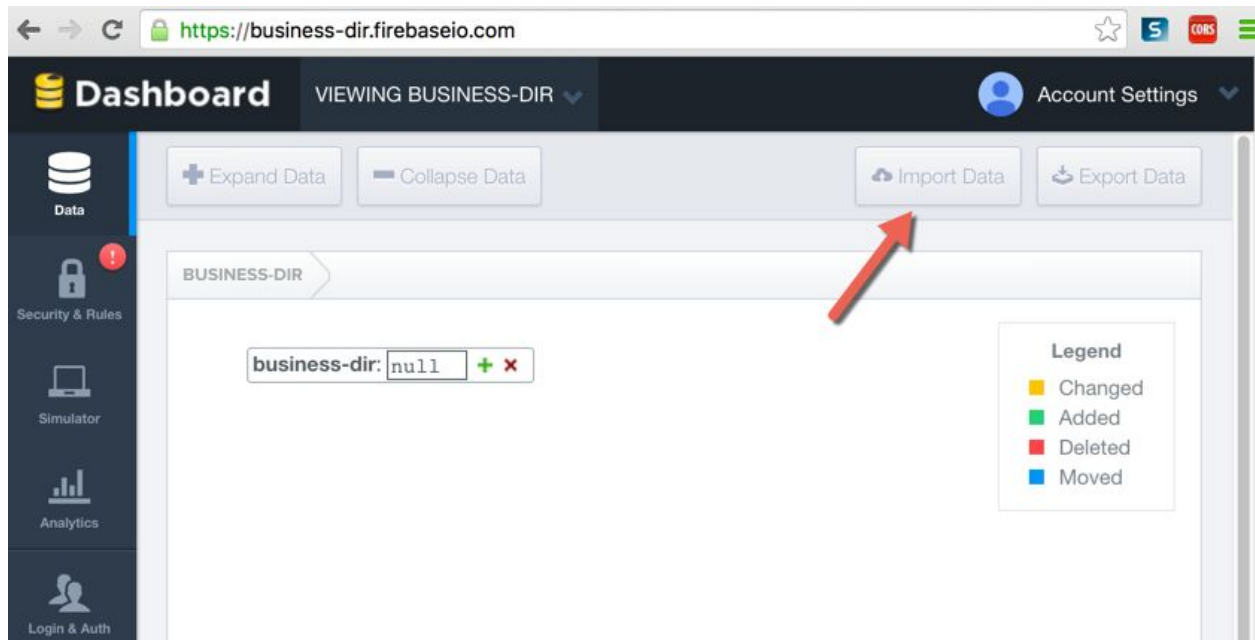 https://business-dir.firebaseio.com
S
CORS
Dashboard
VIEWING BUSINESS-DIR
Account Settings
Data
Expand Data
Collapse Data
Import Data
Export Data
!
Security & Rules
BUSINESS-DIR
business-dir: null
Legend
Changed
Added
Deleted
Moved
Simulator
Analytics
Login & Auth